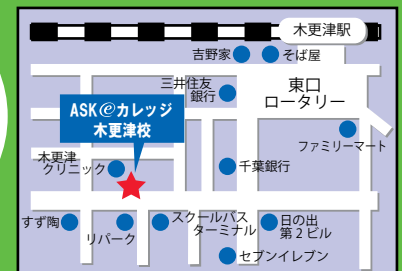 木更津駅
吉野家
そば屋
三井住友
銀行
東口
ロータリー
ASK@カレッジ
木更津校
ファミリーマート
木更津
クリニック
千葉銀行
すず陶
リパーク
スクールバス
ターミナル
日の出
第2ビル
セブンイレブン